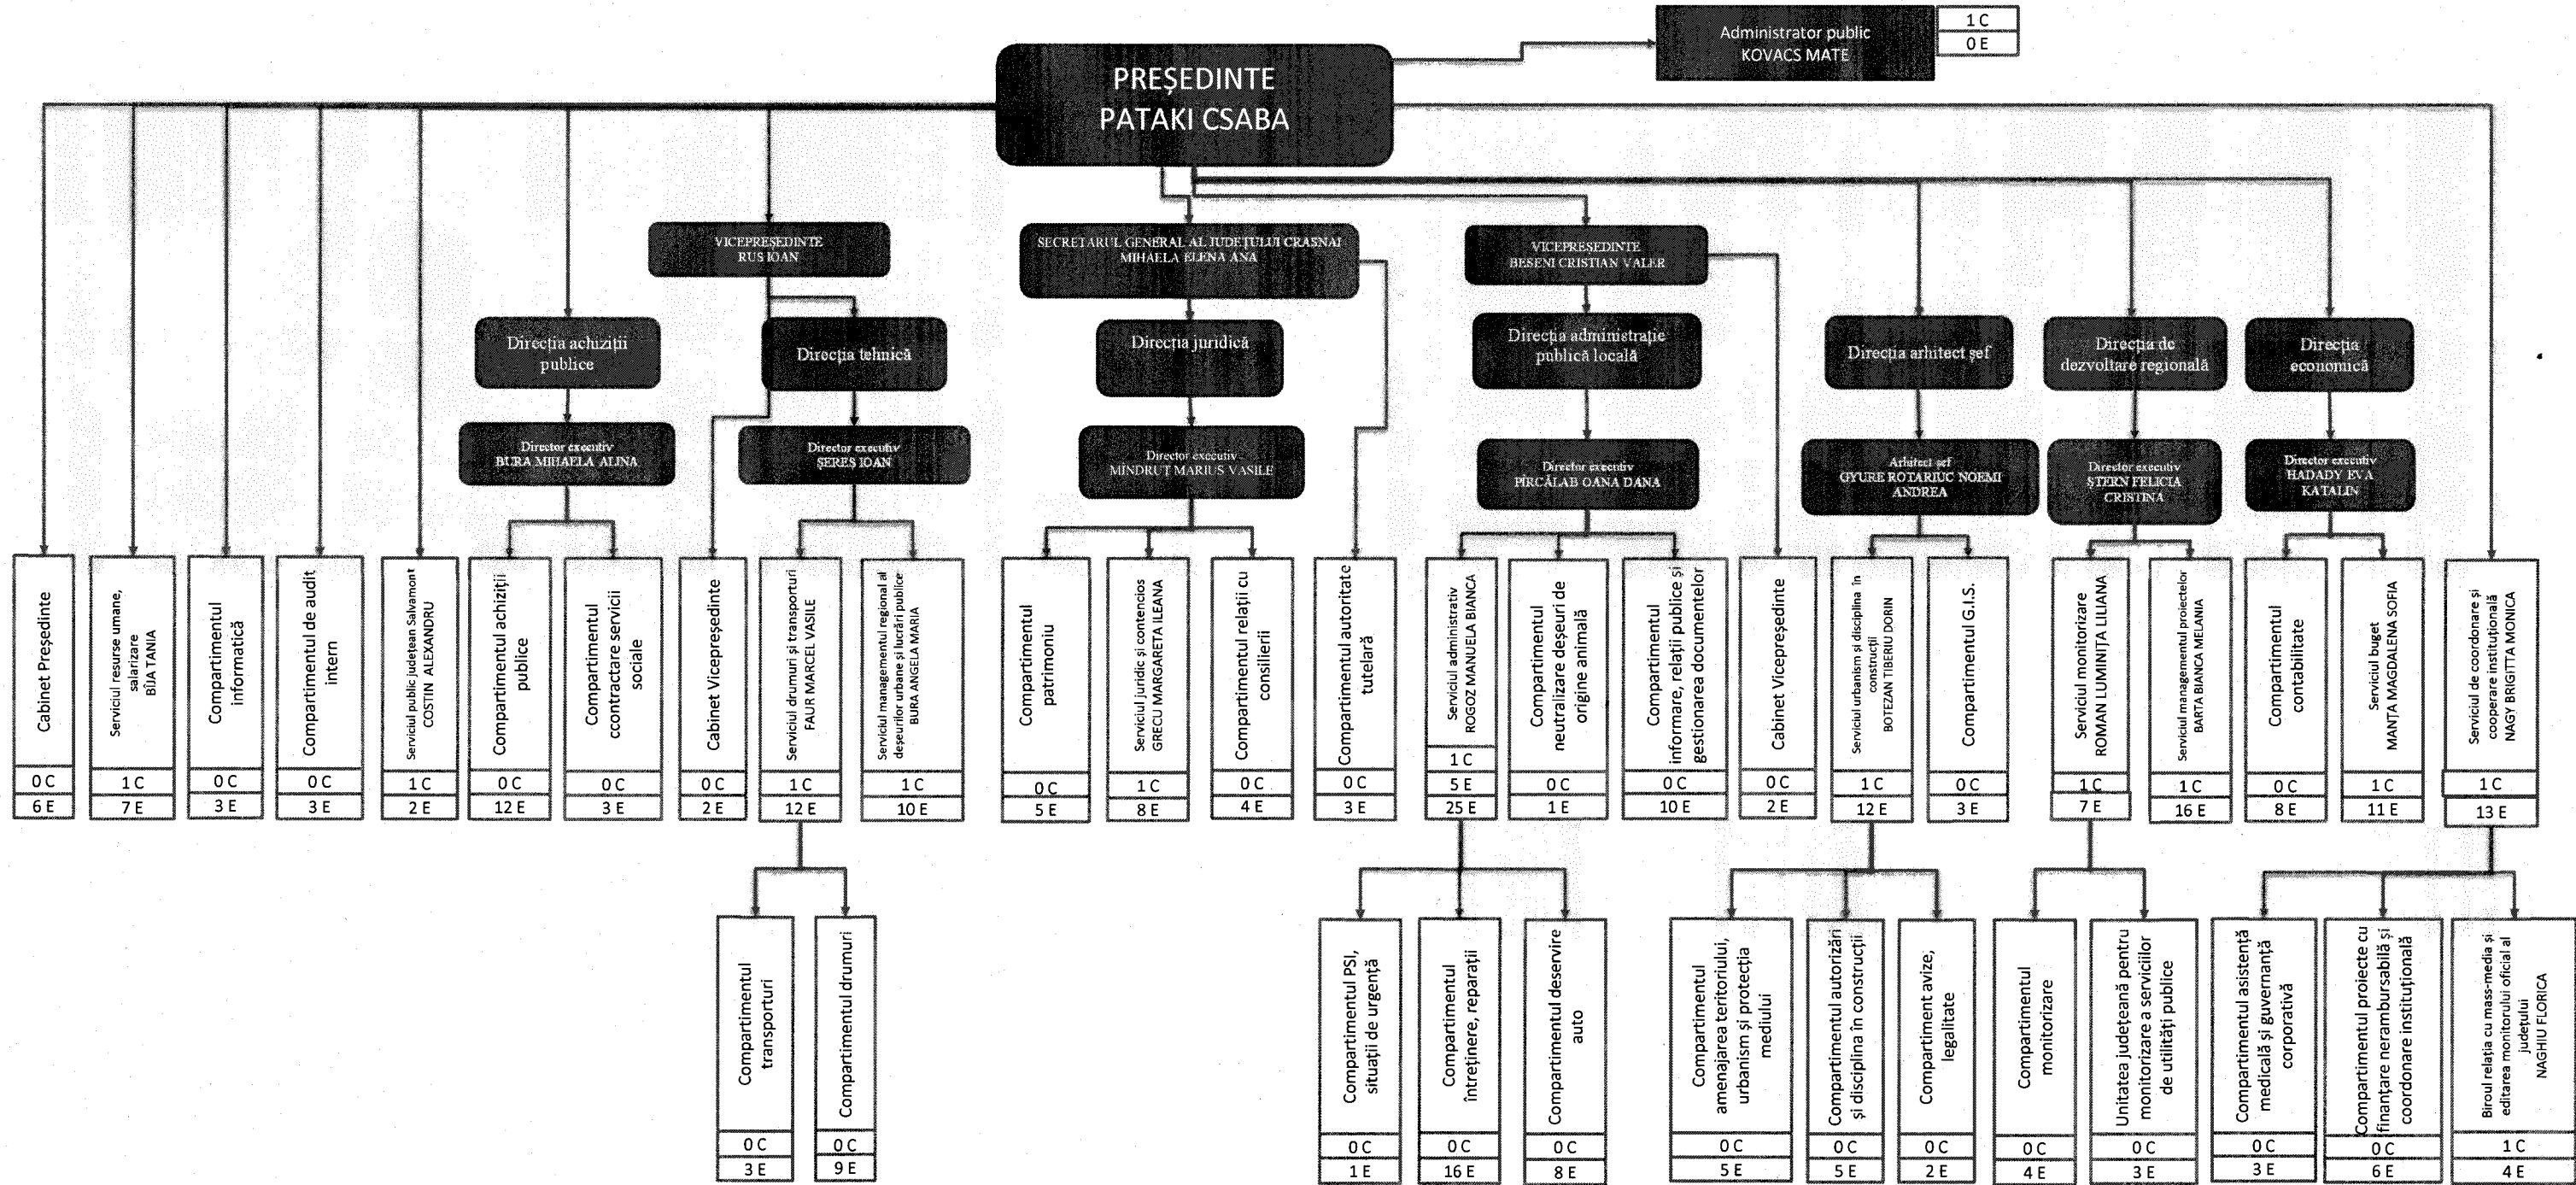 Administrator public
KOVACS MATE
1 C
0 E
PREȘEDINTE
PATAKI CSABA
VICEPREȘEDINTE
RUS IOAN
SECRETARUL GENERAL AL JUDEȚULUI CRASNAI
MIHAELA ELENA ANA
VICEPREȘEDINTE
BESENI CRISTIAN VALER
Direcția achiziții
publice
Direcția tehnică
Direcția juridică
Direcția administrație
publică locală
Direcția arhitect șef
Direcția de
dezvoltare regională
Direcția
economică
Director executiv
BURA MIHAELA ALINA
Director executiv
ȘEREȘ IOAN
Director executiv
MÎNDRUȚ MARIUS VASILE
Director executiv
PÎRCĂLAB OANA DANA
Arhitect șef
GYURE ROTARIUC NOEMI
ANDREA
Director executiv
ȘTERN FELICIA
CRISTINA
Director executiv
HADADY EVA
KATALIN
Cabinet Președinte
0 C
6 E
Serviciul resurse umane,
salarizare
BÎJA TANIA
1 C
7 E
Compartimentul
informatică
0 C
3 E
Compartimentul de audit
intern
0 C
3 E
Serviciul public județean Salvamont
COSTIN ALEXANDRU
1 C
2 E
Compartimentul achiziții
publice
0 C
12 E
Compartimentul
ccontractare servicii
sociale
0 C
3 E
Cabinet Vicepreședinte
0 C
2 E
Serviciul drumuri și transporturi
FAUR MARCEL VASILE
1 C
12 E
Serviciul managementul regional al
deșeurilor urbane și lucrări publice
BURA ANGELA MARIA
1 C
10 E
Compartimentul
patrimoniu
0 C
5 E
Serviciul juridic și contencios
GRECU MARGARETA ILEANA
1 C
8 E
Compartimentul relații cu
consilierii
0 C
4 E
Compartimentul autoritate
tutelară
0 C
3 E
Serviciul administrativ
ROGOZ MANUELA BIANCA
1 C
5 E
25 E
Compartimentul
neutralizare deșeuri de
origine animală
0 C
1 E
Compartimentul
informare, relații publice și
gestionarea documentelor
0 C
10 E
Cabinet Vicepreședinte
0 C
2 E
Serviciul urbanism și disciplina în
construcții
BOTEZAN TIBERIU DORIN
1 C
12 E
Compartimentul G.I.S.
0 C
3 E
Serviciul monitorizare
ROMAN LUMINIȚA LILIANA
1 C
7 E
Serviciul managementul proiectelor
BARTA BIANCA MELANIA
1 C
16 E
Compartimentul
contabilitate
0 C
8 E
Serviciul buget
MANȚA MAGDALENA SOFIA
1 C
11 E
Serviciul de coordonare și
cooperare instituțională
NAGY BRIGITTA MONICA
1 C
13 E
Compartimentul
transporturi
0 C
3 E
Compartimentul drumuri
0 C
9 E
Compartimentul PSI,
situații de urgență
0 C
1 E
Compartimentul
întreținere, reparații
0 C
16 E
Compartimentul deservire
auto
0 C
8 E
Compartimentul
amenajarea teritoriului,
urbanism și protecția
mediului
0 C
5 E
Compartimentul autorizări
și disciplina în construcții
0 C
5 E
Compartiment avize,
legalitate
0 C
2 E
Compartimentul
monitorizare
0 C
4 E
Unitatea județeană pentru
monitorizare a serviciilor
de utilități publice
0 C
3 E
Compartimentul asistență
medicală și guvernanță
corporativă
0 C
3 E
Compartimentul proiecte cu
finanțare nerambursabilă și
coordonare instituțională
0 C
6 E
Biroul relația cu mass-media și
editarea monitorului oficial al
județului
NAGHIU FLORICA
1 C
4 E